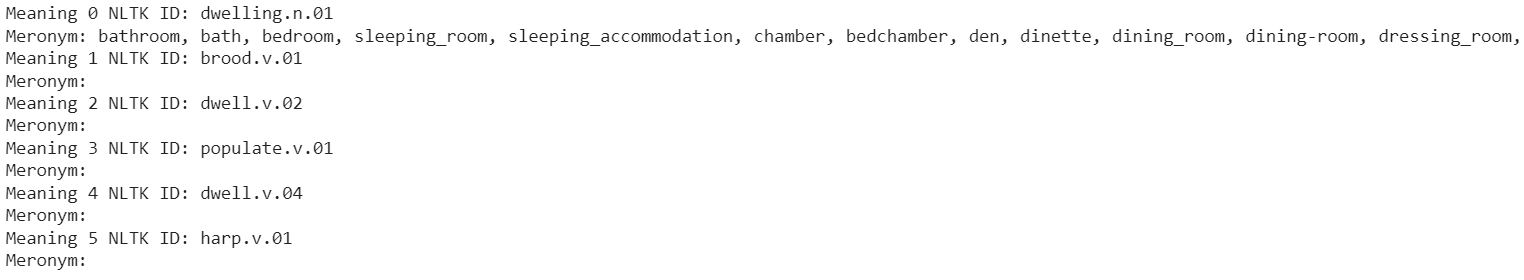 Meaning 0 NLTK ID: dwelling.n.01
Meronym: bathroom, bath, bedroom, sleeping_room, sleeping_accommodation, chamber, bedchamber, den, dinette, dining_room, dining-room, dressing_room,
Meaning 1 NLTK ID: brood.v.01
Meronym:
Meaning 2 NLTK ID: dwell.v.02
Meronym:
Meaning 3 NLTK ID: populate.v.01
Meronym:
Meaning 4 NLTK ID: dwell.v.04
Meronym:
Meaning 5 NLTK ID: harp.v.01
Meronym: